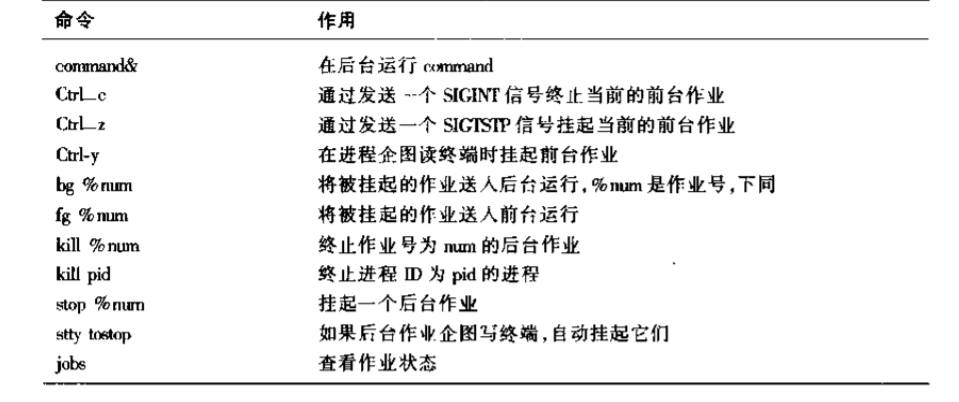 命令 作用
command& 在后台运行 command
Ctrl_c 通过发送一个 SIGINT 信号终止当前的前台作业
Ctrl_z 通过发送一个 SIGTSTP 信号挂起当前的前台作业
Ctrl-y 在进程企图读终端时挂起前台作业
bg %num 将被挂起的作业送人后台运行,%num 是作业号,下同
fg %num 将被挂起的作业送人前台运行
kill %num 终止作业号为 num 的后台作业
kill pid 终止进程 ID 为 pid 的进程
stop %num 挂起一个后台作业
stty tostop 如果后台作业企图写终端,自动挂起它们
jobs 查看作业状态